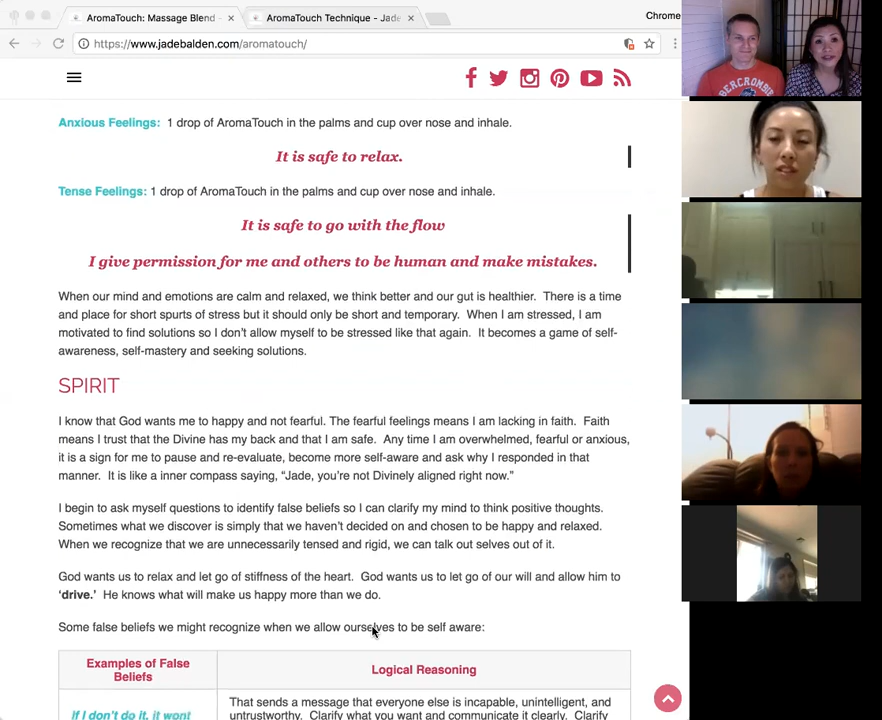 AromaTouch: Massage Blend
AromaTouch Technique - Jade
Chrome
https://www.jadebalden.com/aromatouch/
Anxious Feelings: 1 drop of AromaTouch in the palms and cup over nose and inhale.
It is safe to relax.
Tense Feelings: 1 drop of AromaTouch in the palms and cup over nose and inhale.
It is safe to go with the flow
I give permission for me and others to be human and make mistakes.
When our mind and emotions are calm and relaxed, we think better and our gut is healthier. There is a time
and place for short spurts of stress but it should only be short and temporary. When I am stressed, I am
motivated to find solutions so I don't allow myself to be stressed like that again. It becomes a game of self-
awareness, self-mastery and seeking solutions.
SPIRIT
I know that God wants me to happy and not fearful. The fearful feelings means I am lacking in faith. Faith
means I trust that the Divine has my back and that I am safe. Any time I am overwhelmed, fearful or anxious,
it is a sign for me to pause and re-evaluate, become more self-aware and ask why I responded in that
manner. It is like a inner compass saying, "Jade, you're not Divinely aligned right now."
I begin to ask myself questions to identify false beliefs so I can clarify my mind to think positive thoughts.
Sometimes what we discover is simply that we haven't decided on and chosen to be happy and relaxed.
When we recognize that we are unnecessarily tensed and rigid, we can talk out selves out of it.
God wants us to relax and let go of stiffness of the heart. God wants us to let go of our will and allow him to
'drive.' He knows what will make us happy more than we do.
Some false beliefs we might recognize when we allow ourselves to be self aware:
Examples of False
Beliefs
Logical Reasoning
If I don't do it, it want
That sends a message that everyone else is incapable, unintelligent, and
untrustworthy. Clarify what you want and communicate it clearly. Clarify
ABERCROMBIE